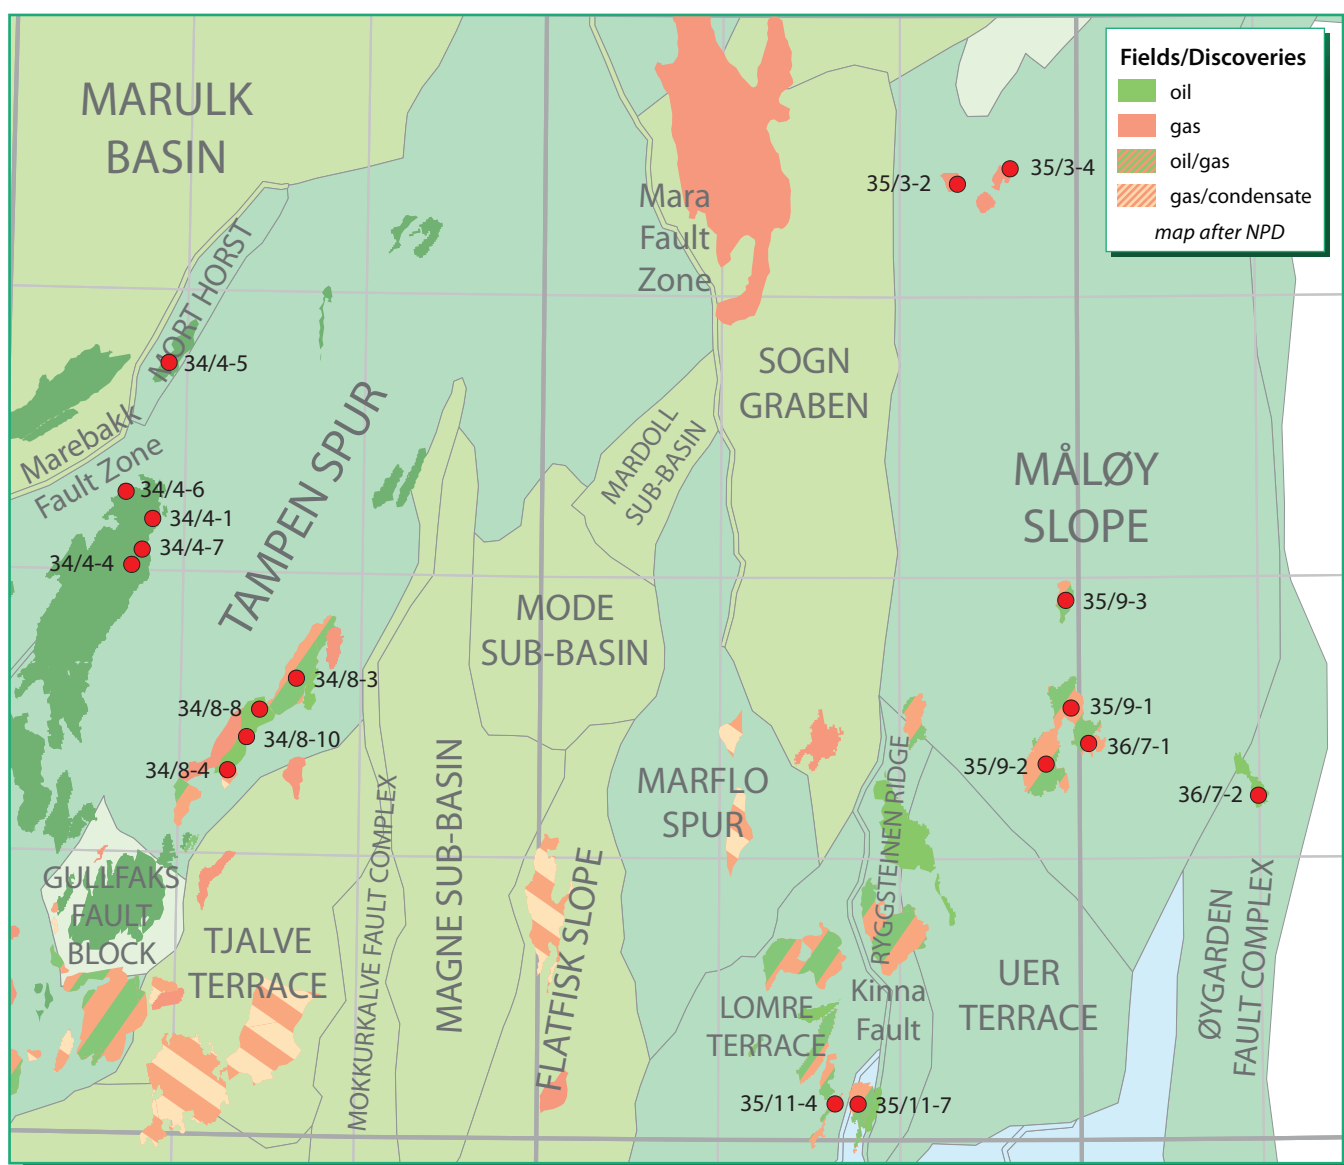 MARULK
BASIN
Fields/Discoveries
oil
gas
oil/gas
gas/condensate
map after NPD
35/3-2
35/3-4
Mara
Fault
Zone
NORT HORST
34/4-5
SOGN
GRABEN
Marebakk
Fault Zone
TAMPEN SPUR
MARDOLL
SUB-BASIN
MÅLØY
SLOPE
34/4-6
34/4-1
34/4-7
34/4-4
MODE
SUB-BASIN
35/9-3
34/8-3
34/8-8
34/8-10
34/8-4
35/9-1
36/7-1
35/9-2
36/7-2
MARFLO
SPUR
RYGGSTEINEN RIDGE
GULLFAKS
FAULT
BLOCK
TJALVE
TERRACE
MOKKURKALVE FAULT COMPLEX
MAGNE SUB-BASIN
FLATFISK SLOPE
LOMRE
TERRACE
Kinna
Fault
UER
TERRACE
ØYGARDEN
FAULT COMPLEX
35/11-4
35/11-7